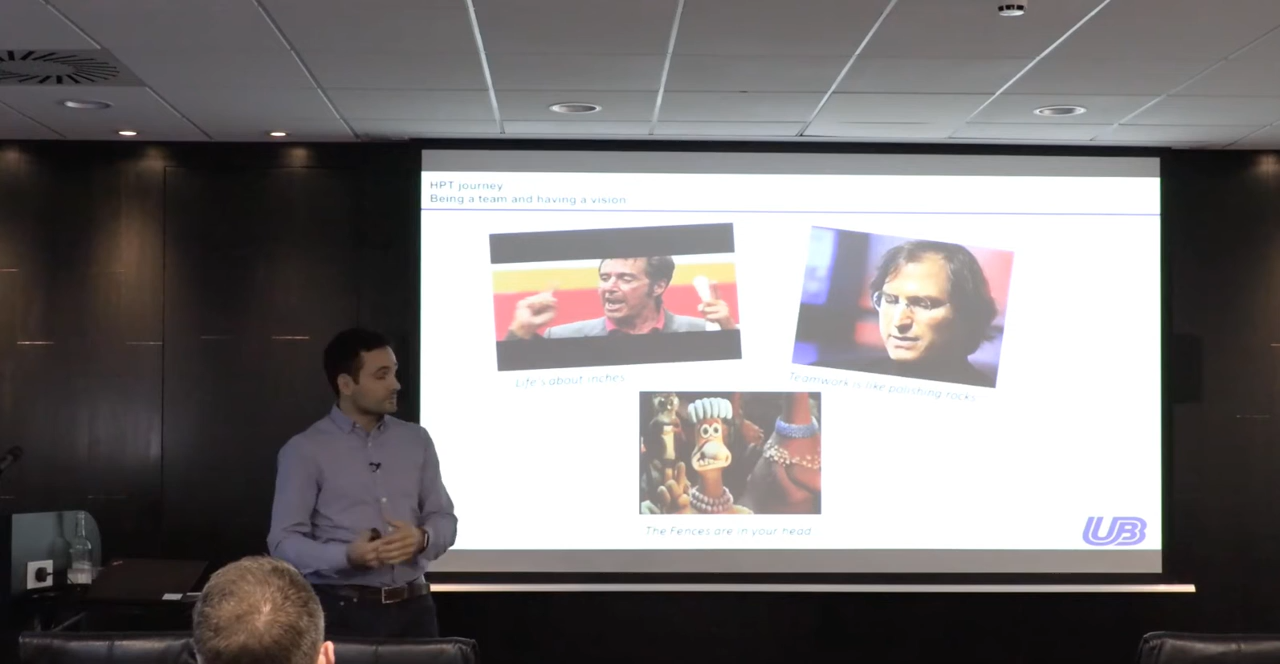 HPT journey
Being a team and having a vision
Life's about inches.
Teamwork is like polishing rocks
The Fences are in your head
UB